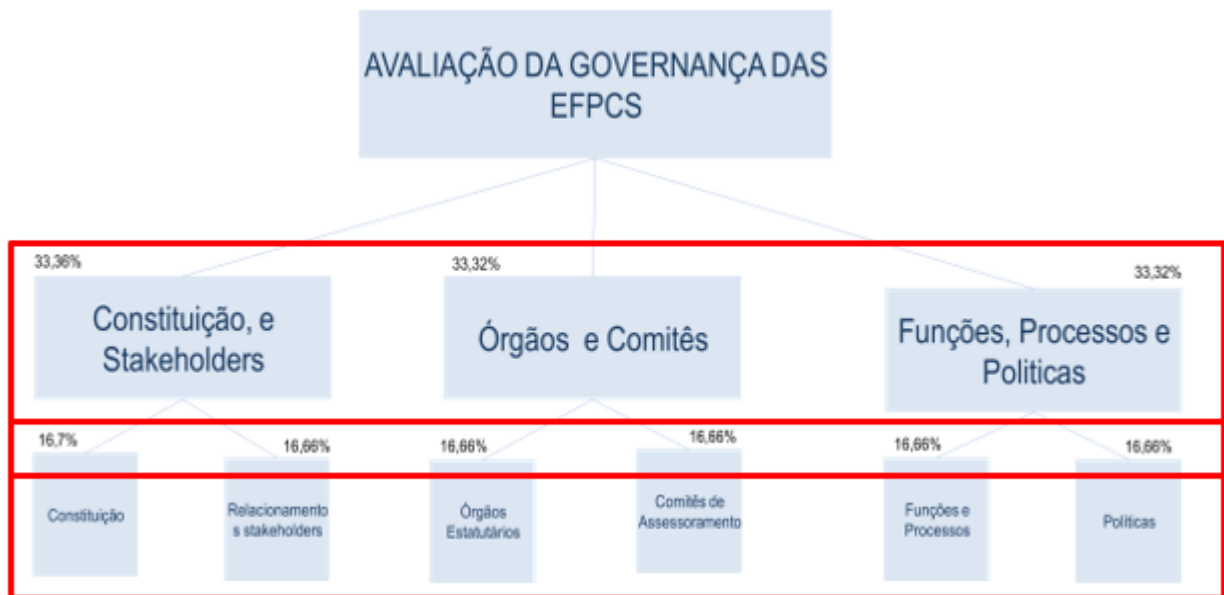 AVALIAÇÃO DA GOVERNANÇA DAS
EFPCS
33,36%
33,32%
33,32%
Constituição, e
Stakeholders
Órgãos e Comitês
Funções, Processos e
Politicas
16,7%
16,66%
16,66%
16,66%
16,66%
16,66%
Constituição
Relacionamento
s stakeholders
Órgãos
Estatutários
Comitês de
Assessoramento
Funções e
Processos
Políticas